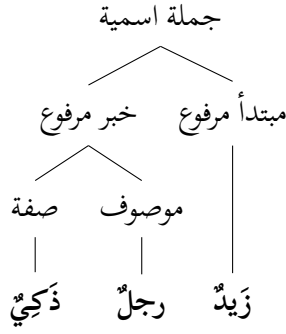 جملة اسمية
مبتدأ مرفوع خبر مرفوع
موصوف صفة
زَيدٌ رجلٌ ذَكِيٌ